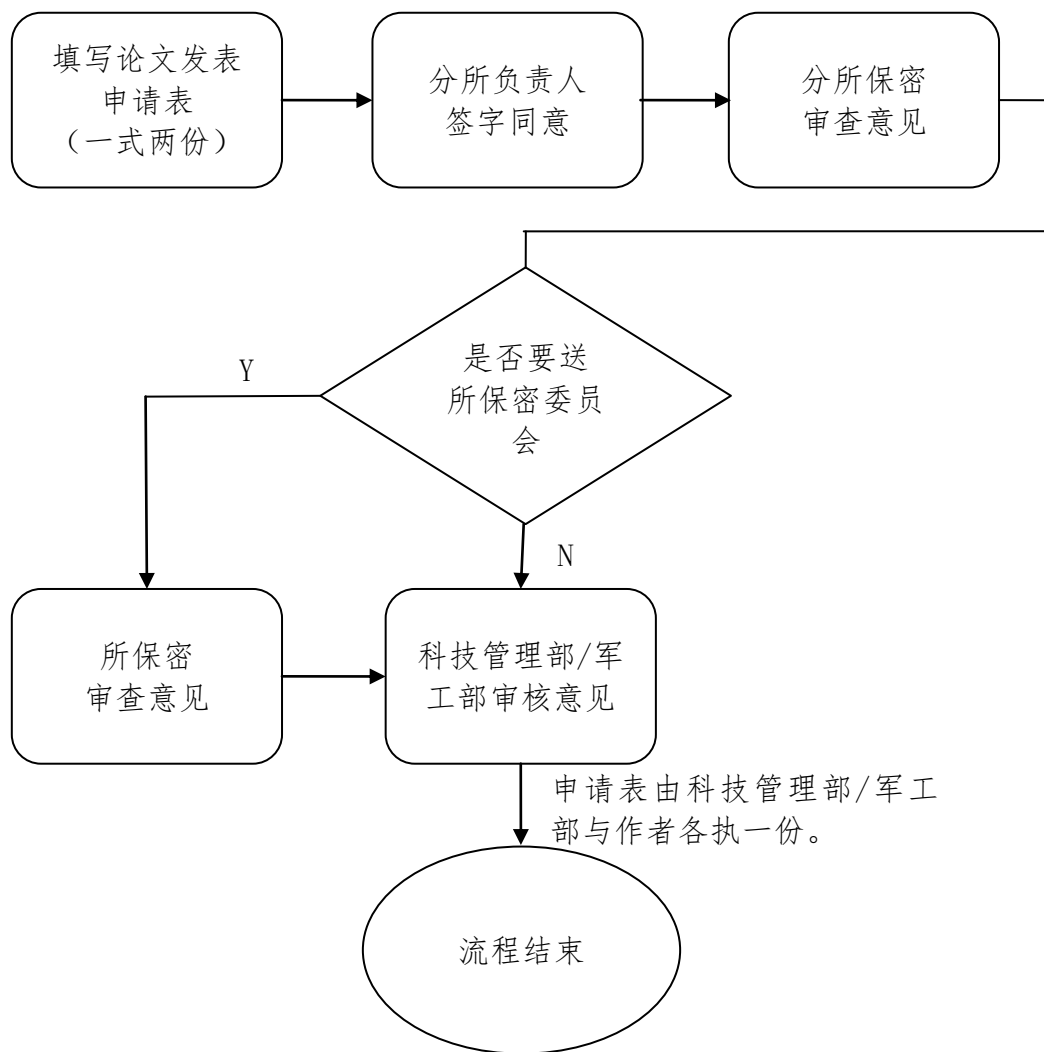 填写论文发表
申请表
（一式两份）
分所负责人
签字同意
分所保密
审查意见
是否要送
所保密委员
会
Y
N
所保密
审查意见
科技管理部/军
工部审核意见
申请表由科技管理部/军工
部与作者各执一份。
流程结束